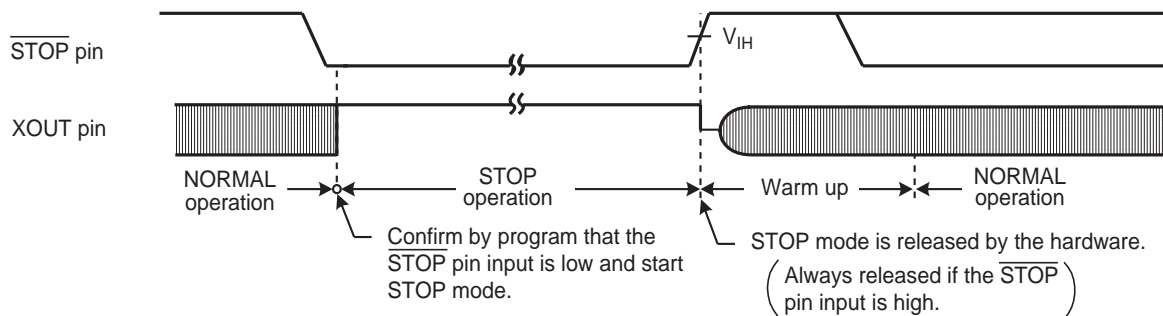 STOP pin
VIH
XOUT pin
NORMAL
operation
STOP
operation
Warm up
NORMAL
operation
Confirm by program that the
STOP pin input is low and start
STOP mode.
STOP mode is released by the hardware.
(Always released if the STOP
pin input is high.)